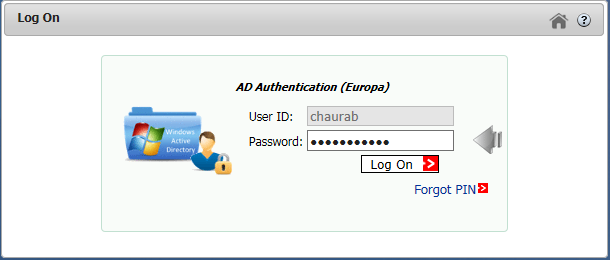 Log On
?
AD Authentication (Europa)
User ID: chaurab
Password: •••••••••••
Windows
Active
Directory
Log On
Forgot PIN